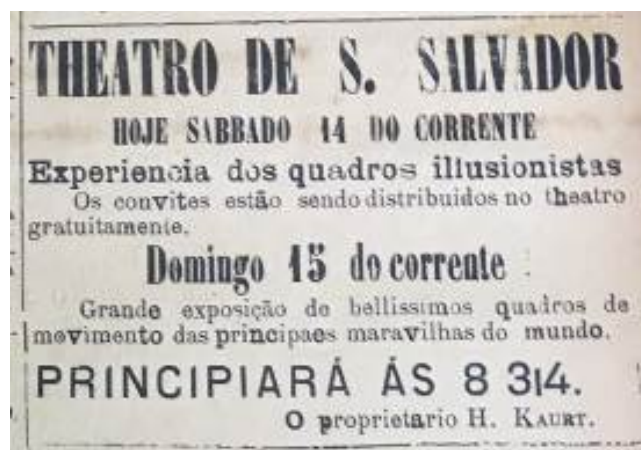 THEATRO DE S. SALVADOR
HOJE SABBADO 14 DO CORRENTE
Experiencia dos quadros illusionistas
Os convites estão sendo distribuidos no theatro
gratuitamente.
Domingo 15 do corrente
Grande exposição de bellissimos quadros de
movimento das principaes maravilhas do mundo.
PRINCIPIARÁ ÁS 8 3|4.
O proprietario H. KAURT.